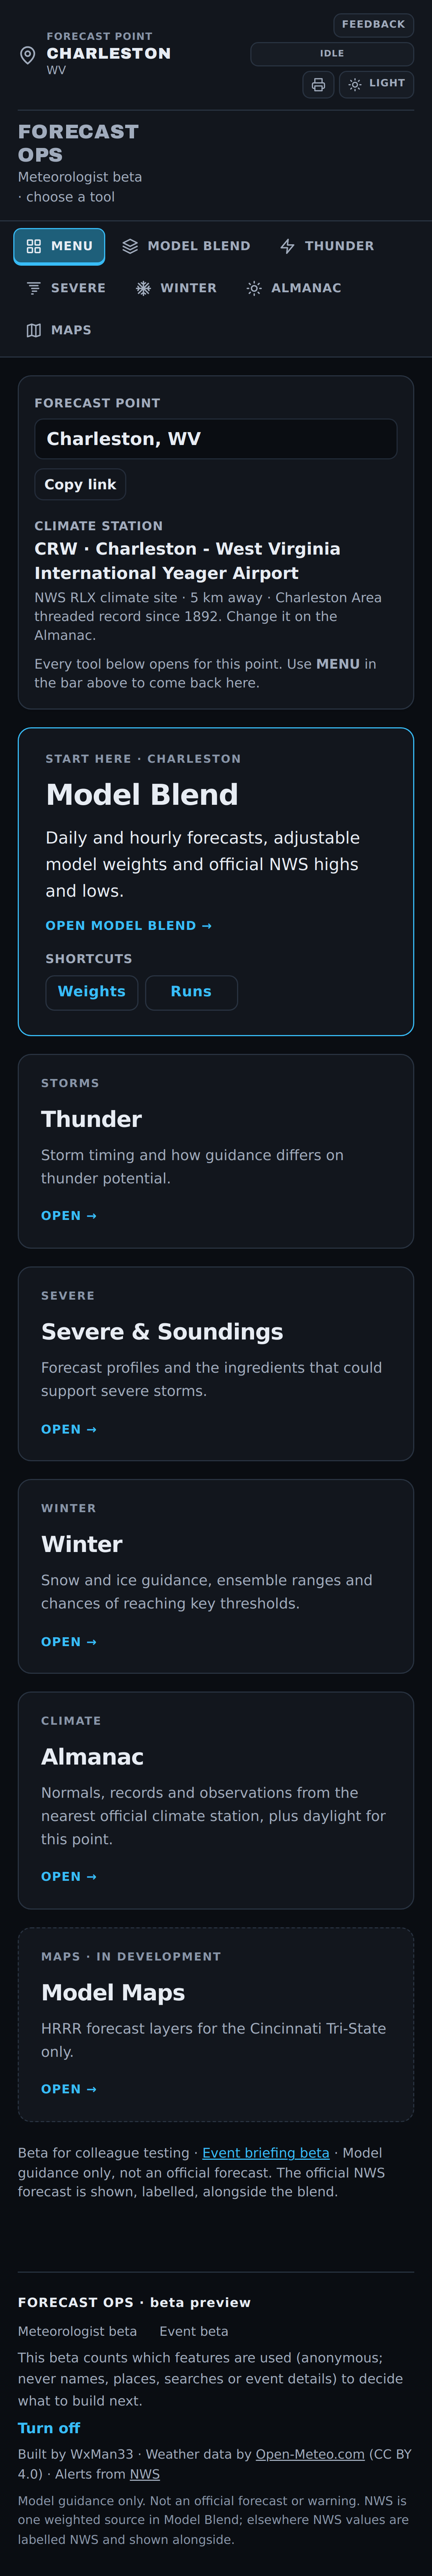 FORECAST POINT
CHARLESTON
WV
FEEDBACK
IDLE
LIGHT
FORECAST
OPS
Meteorologist beta
· choose a tool
MENU
MODEL BLEND
THUNDER
SEVERE
WINTER
ALMANAC
MAPS
FORECAST POINT
Charleston, WV
Copy link
CLIMATE STATION
CRW · Charleston - West Virginia
International Yeager Airport
NWS RLX climate site · 5 km away · Charleston Area
threaded record since 1892. Change it on the
Almanac.
Every tool below opens for this point. Use MENU in
the bar above to come back here.
START HERE · CHARLESTON
Model Blend
Daily and hourly forecasts, adjustable
model weights and official NWS highs
and lows.
OPEN MODEL BLEND →
SHORTCUTS
Weights
Runs
STORMS
Thunder
Storm timing and how guidance differs on
thunder potential.
OPEN →
SEVERE
Severe & Soundings
Forecast profiles and the ingredients that could
support severe storms.
OPEN →
WINTER
Winter
Snow and ice guidance, ensemble ranges and
chances of reaching key thresholds.
OPEN →
CLIMATE
Almanac
Normals, records and observations from the
nearest official climate station, plus daylight for
this point.
OPEN →
MAPS · IN DEVELOPMENT
Model Maps
HRRR forecast layers for the Cincinnati Tri-State
only.
OPEN →
Beta for colleague testing · Event briefing beta · Model
guidance only, not an official forecast. The official NWS
forecast is shown, labelled, alongside the blend.
FORECAST OPS · beta preview
Meteorologist beta
Event beta
This beta counts which features are used (anonymous;
never names, places, searches or event details) to decide
what to build next.
Turn off
Built by WxMan33 · Weather data by Open-Meteo.com (CC BY
4.0) · Alerts from NWS
Model guidance only. Not an official forecast or warning. NWS is
one weighted source in Model Blend; elsewhere NWS values are
labelled NWS and shown alongside.